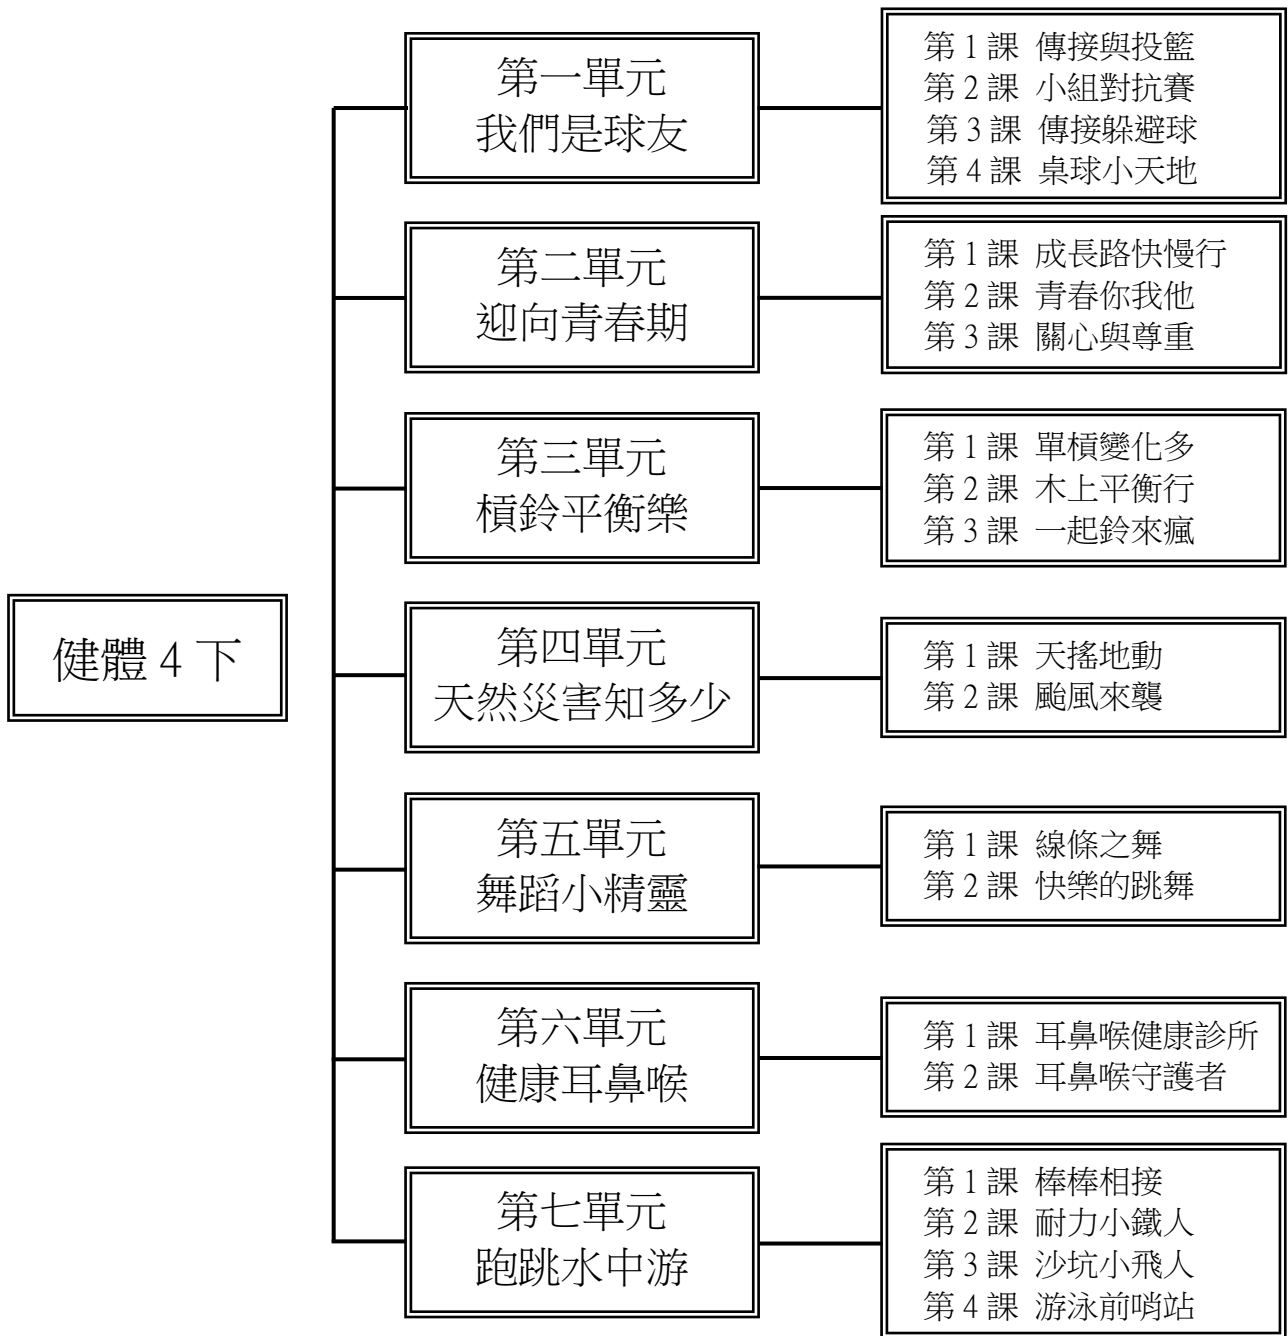 健體 4 下
第一單元
我們是球友
第 1 課 傳接與投籃
第 2 課 小組對抗賽
第 3 課 傳接躲避球
第 4 課 桌球小天地
第二單元
迎向青春期
第 1 課 成長路快慢行
第 2 課 青春你我他
第 3 課 關心與尊重
第三單元
槓鈴平衡樂
第 1 課 單槓變化多
第 2 課 木上平衡行
第 3 課 一起鈴來瘋
第四單元
天然災害知多少
第 1 課 天搖地動
第 2 課 颱風來襲
第五單元
舞蹈小精靈
第 1 課 線條之舞
第 2 課 快樂的跳舞
第六單元
健康耳鼻喉
第 1 課 耳鼻喉健康診所
第 2 課 耳鼻喉守護者
第七單元
跑跳水中游
第 1 課 棒棒相接
第 2 課 耐力小鐵人
第 3 課 沙坑小飛人
第 4 課 游泳前哨站